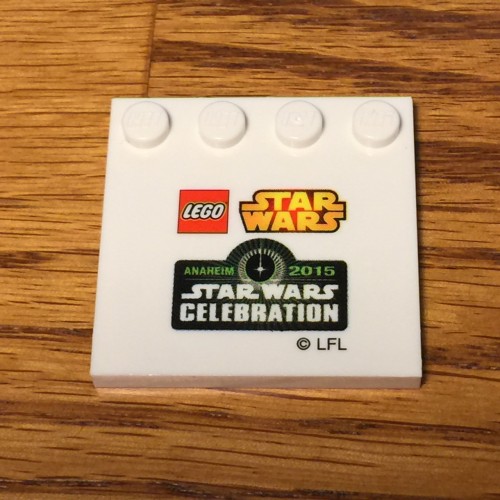 LEGO STAR WARS
ANAHEIM 2015
STAR WARS
CELEBRATION
© LFL